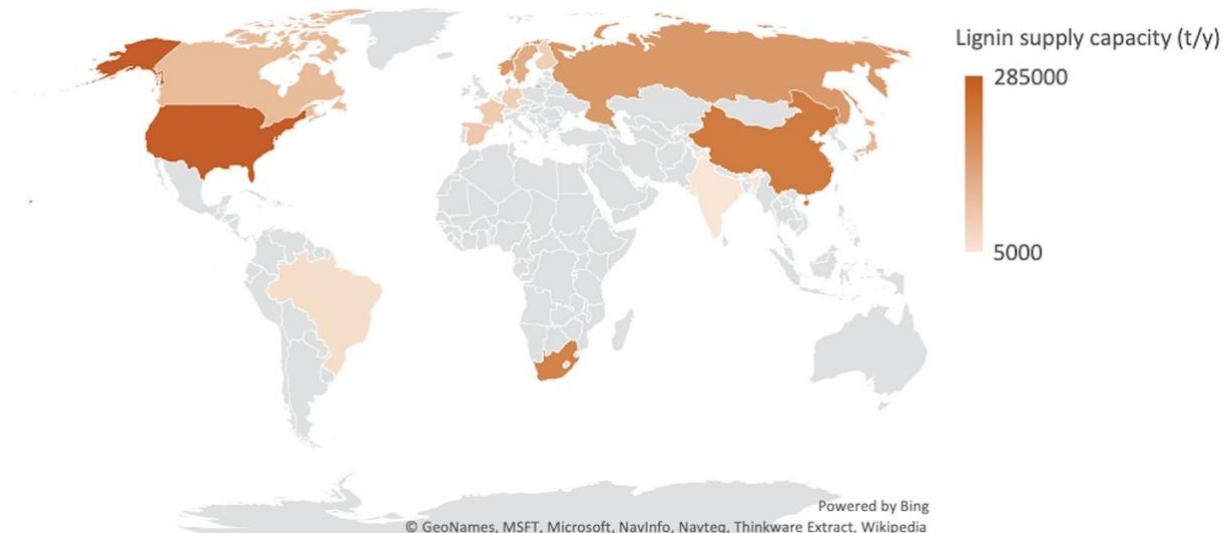 Lignin supply capacity (t/y)
285000
5000
Powered by Bing
© GeoNames, MSFT, Microsoft, NavInfo, Navteq, Thinkware Extract, Wikipedia